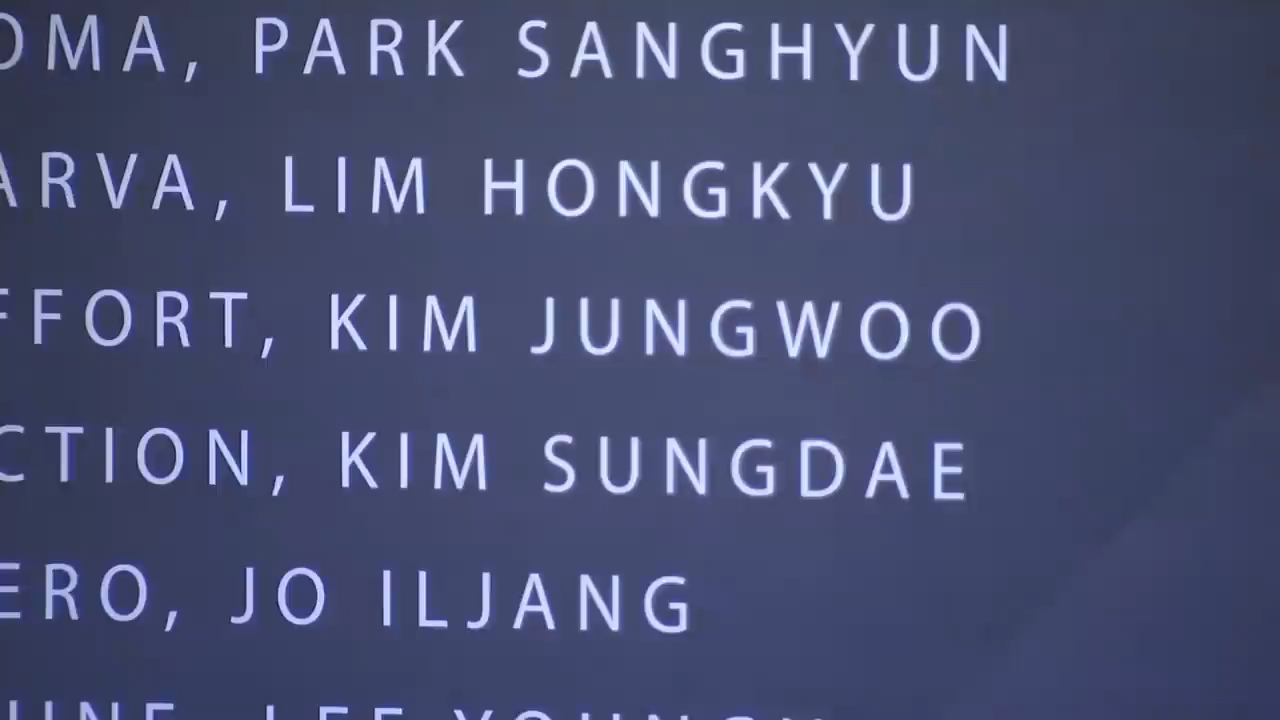 OMA, PARK SANGHYUN
ARVA, LIM HONGKYU
FFORT, KIM JUNGWOO
CTION, KIM SUNGDAE
ERO, JO ILJANG